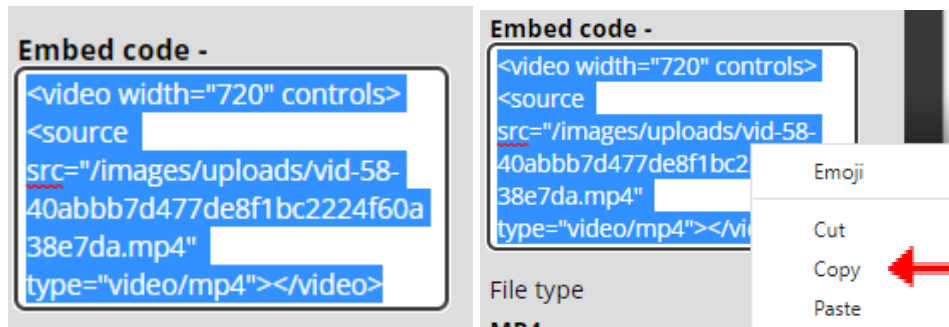 Embed code -
<video width="720" controls>
<source
src="/images/uploads/vid-58-
40abbb7d477de8f1bc2224f60a
38e7da.mp4"
type="video/mp4"></video>
Embed code -
<video width="720" controls>
<source
src="/images/uploads/vid-58-
40abbb7d477de8f1bc2
38e7da.mp4"
type="video/mp4"></vi
Emoji
Cut
Copy
Paste
File type
MP4